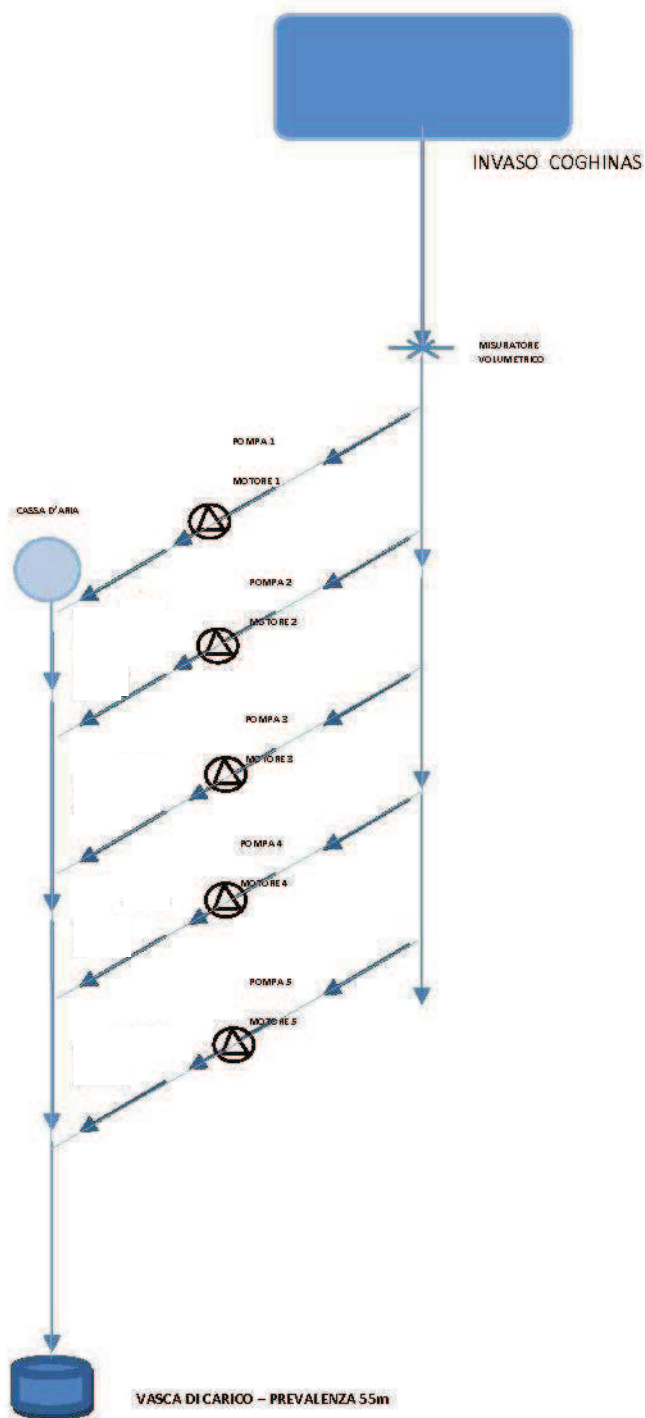 INVASO COGHINAS
MISURATORE
VOLUMETRICO
POMPA 1
MOTORE 1
CASSA D'ARIA
POMPA 2
MOTORE 2
POMPA 3
MOTORE 3
POMPA 4
MOTORE 4
POMPA 5
MOTORE 5
VASCA DI CARICO – PREVALENZA 55m